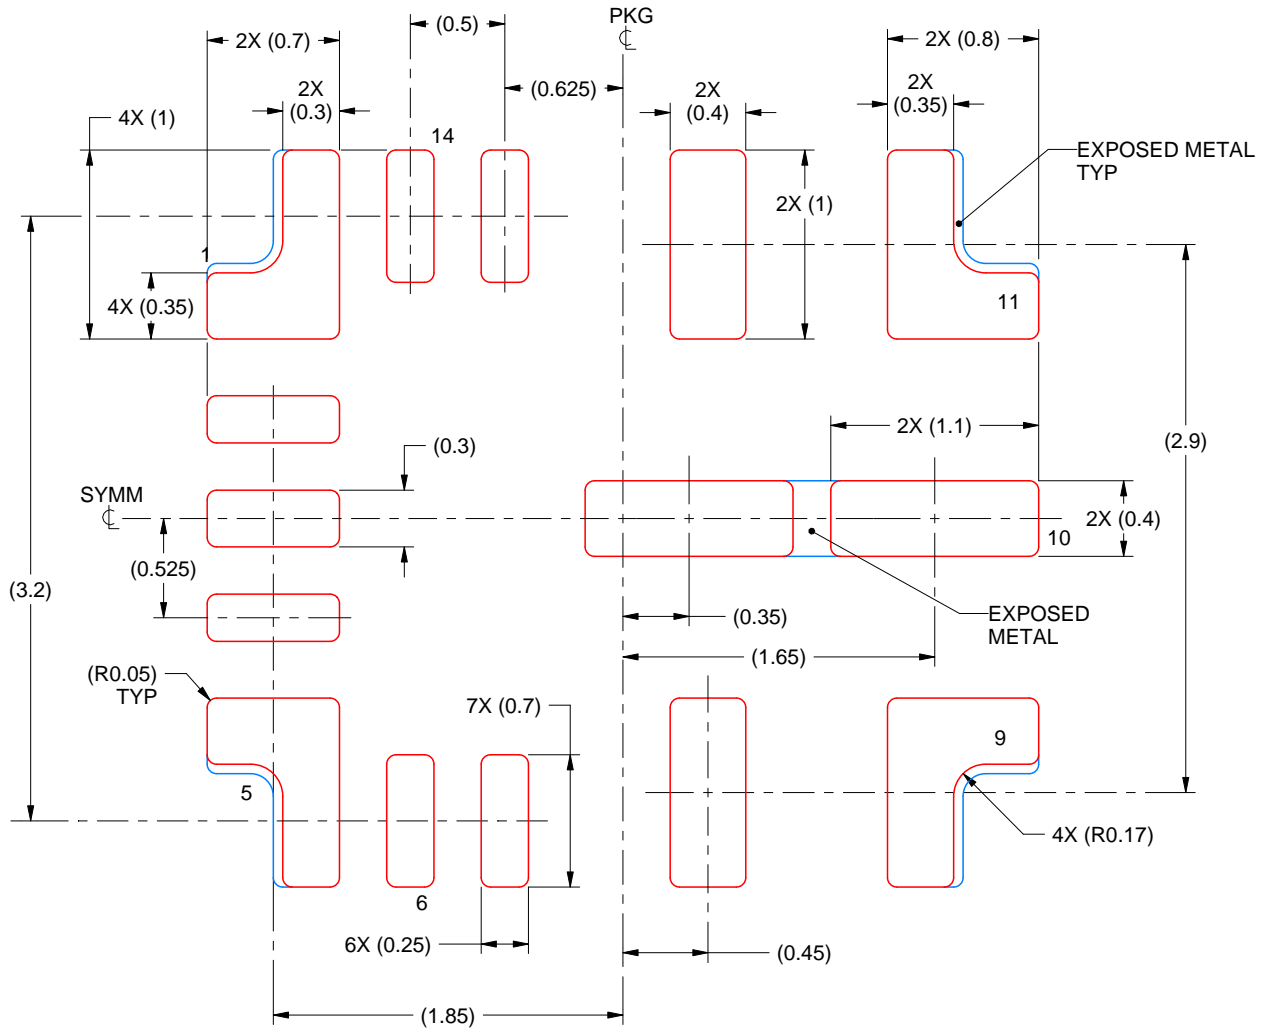 PKG
℄
(0.5)
2X (0.7)
2X (0.8)
2X
(0.3)
(0.625)
2X
(0.4)
2X
(0.35)
4X (1)
14
EXPOSED METAL
TYP
2X (1)
1
4X (0.35)
11
(0.3)
2X (1.1)
(2.9)
SYMM
℄
2X (0.4)
10
(0.525)
(3.2)
(0.35)
EXPOSED
METAL
(1.65)
(R0.05)
TYP
7X (0.7)
9
5
4X (R0.17)
6
6X (0.25)
(0.45)
(1.85)